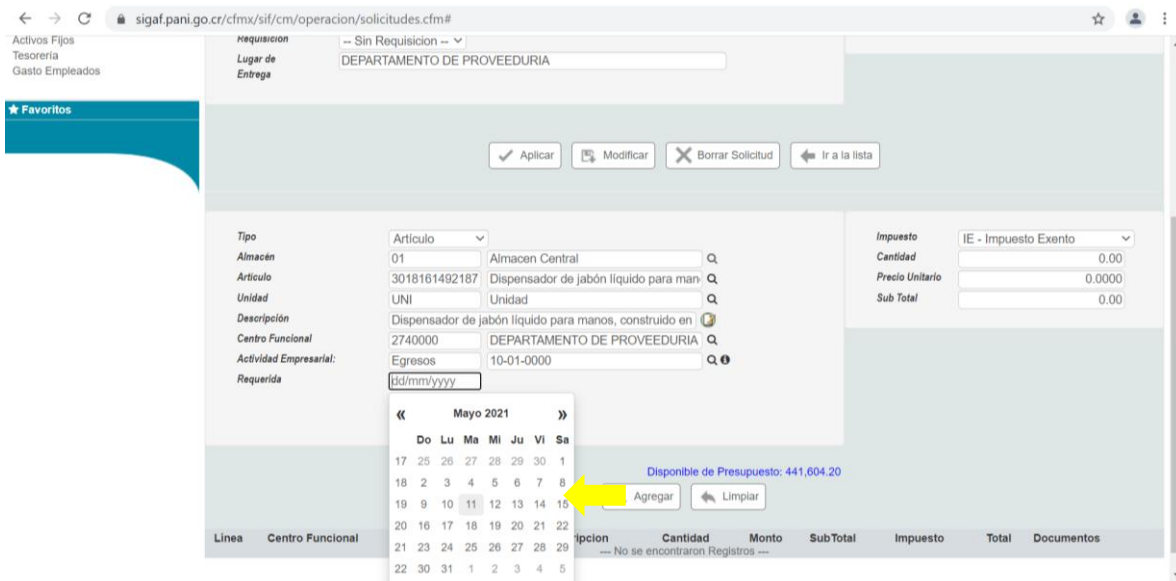 sigaf.pani.go.cr/cfmx/sif/cm/operacion/solicitudes.cfm#
Activos Fijos
Tesorería
Gasto Empleados
★ Favoritos
Requisición -- Sin Requisicion --
Lugar de Entrega DEPARTAMENTO DE PROVEEDURIA
Aplicar Modificar Borrar Solicitud Ir a la lista
Tipo Artículo
Almacén 01 Almacen Central
Artículo 3018161492187 Dispensador de jabón líquido para man
Unidad UNI Unidad
Descripción Dispensador de jabón líquido para manos, construido en
Centro Funcional 2740000 DEPARTAMENTO DE PROVEEDURIA
Actividad Empresarial: Egresos 10-01-0000
Requerida dd/mm/yyyy
Impuesto IE - Impuesto Exento
Cantidad 0.00
Precio Unitario 0.0000
Sub Total 0.00
« Mayo 2021 »
Do Lu Ma Mi Ju Vi Sa
17 25 26 27 28 29 30 1
18 2 3 4 5 6 7 8
19 9 10 11 12 13 14 15
20 16 17 18 19 20 21 22
21 23 24 25 26 27 28 29
22 30 31 1 2 3 4 5
Disponible de Presupuesto: 441,604.20
Agregar Limpiar
Linea Centro Funcional Cantidad Monto SubTotal Impuesto Total Documentos
--- No se encontraron Registros ---